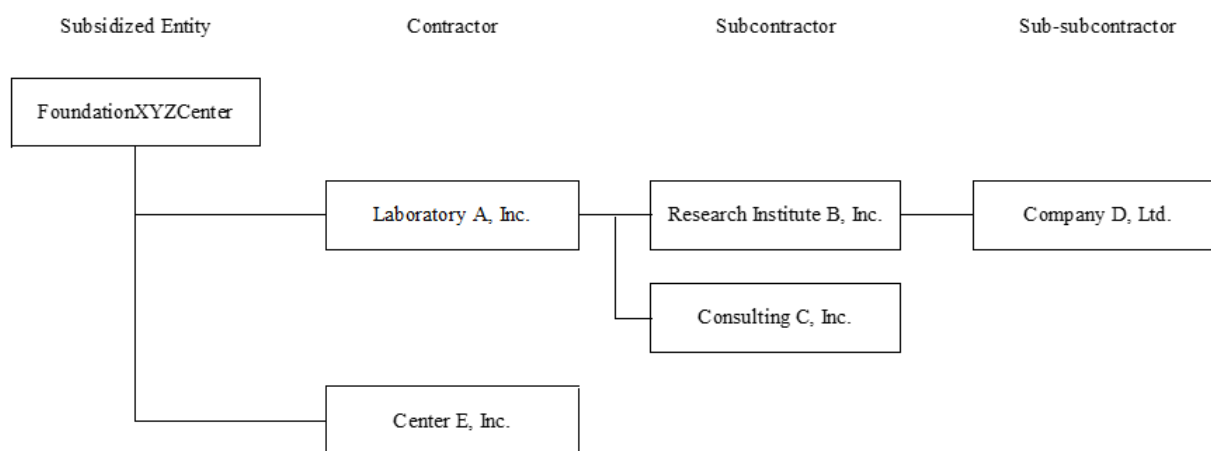 Subsidized Entity
Contractor
Subcontractor
Sub-subcontractor
FoundationXYZCenter
Laboratory A, Inc.
Research Institute B, Inc.
Company D, Ltd.
Consulting C, Inc.
Center E, Inc.